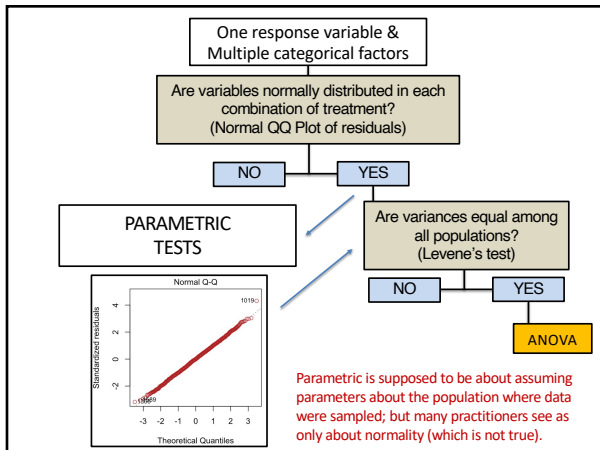 One response variable &
Multiple categorical factors
Are variables normally distributed in each
combination of treatment?
(Normal QQ Plot of residuals)
NO
YES
PARAMETRIC
TESTS
Are variances equal among
all populations?
(Levene's test)
NO
YES
ANOVA
Normal Q-Q
Standardized residuals
4
2
0
-2
1019
-3
-2
-1
0
1
2
3
Theoretical Quantiles
Parametric is supposed to be about assuming
parameters about the population where data
were sampled; but many practitioners see as
only about normality (which is not true).